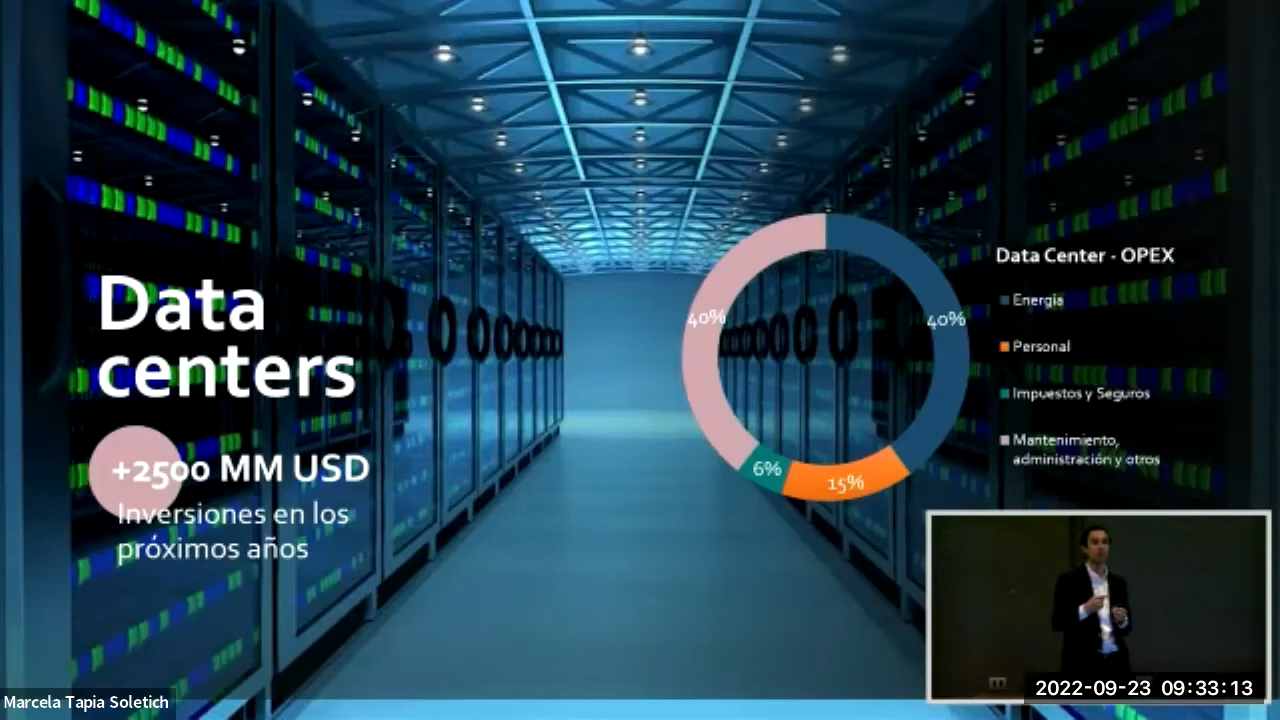 Data
centers
+2500 MM USD
Inversiones en los
próximos años
40%
40%
6%
15%
Data Center - OPEX
Energía
Personal
Impuestos y Seguros
Mantenimiento,
administración y otros
Marcela Tapia Soletich
2022-09-23 09:33:13